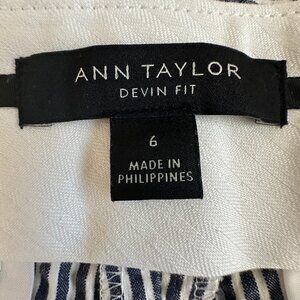 ANN TAYLOR
DEVIN FIT
6
MADE IN
PHILIPPINES